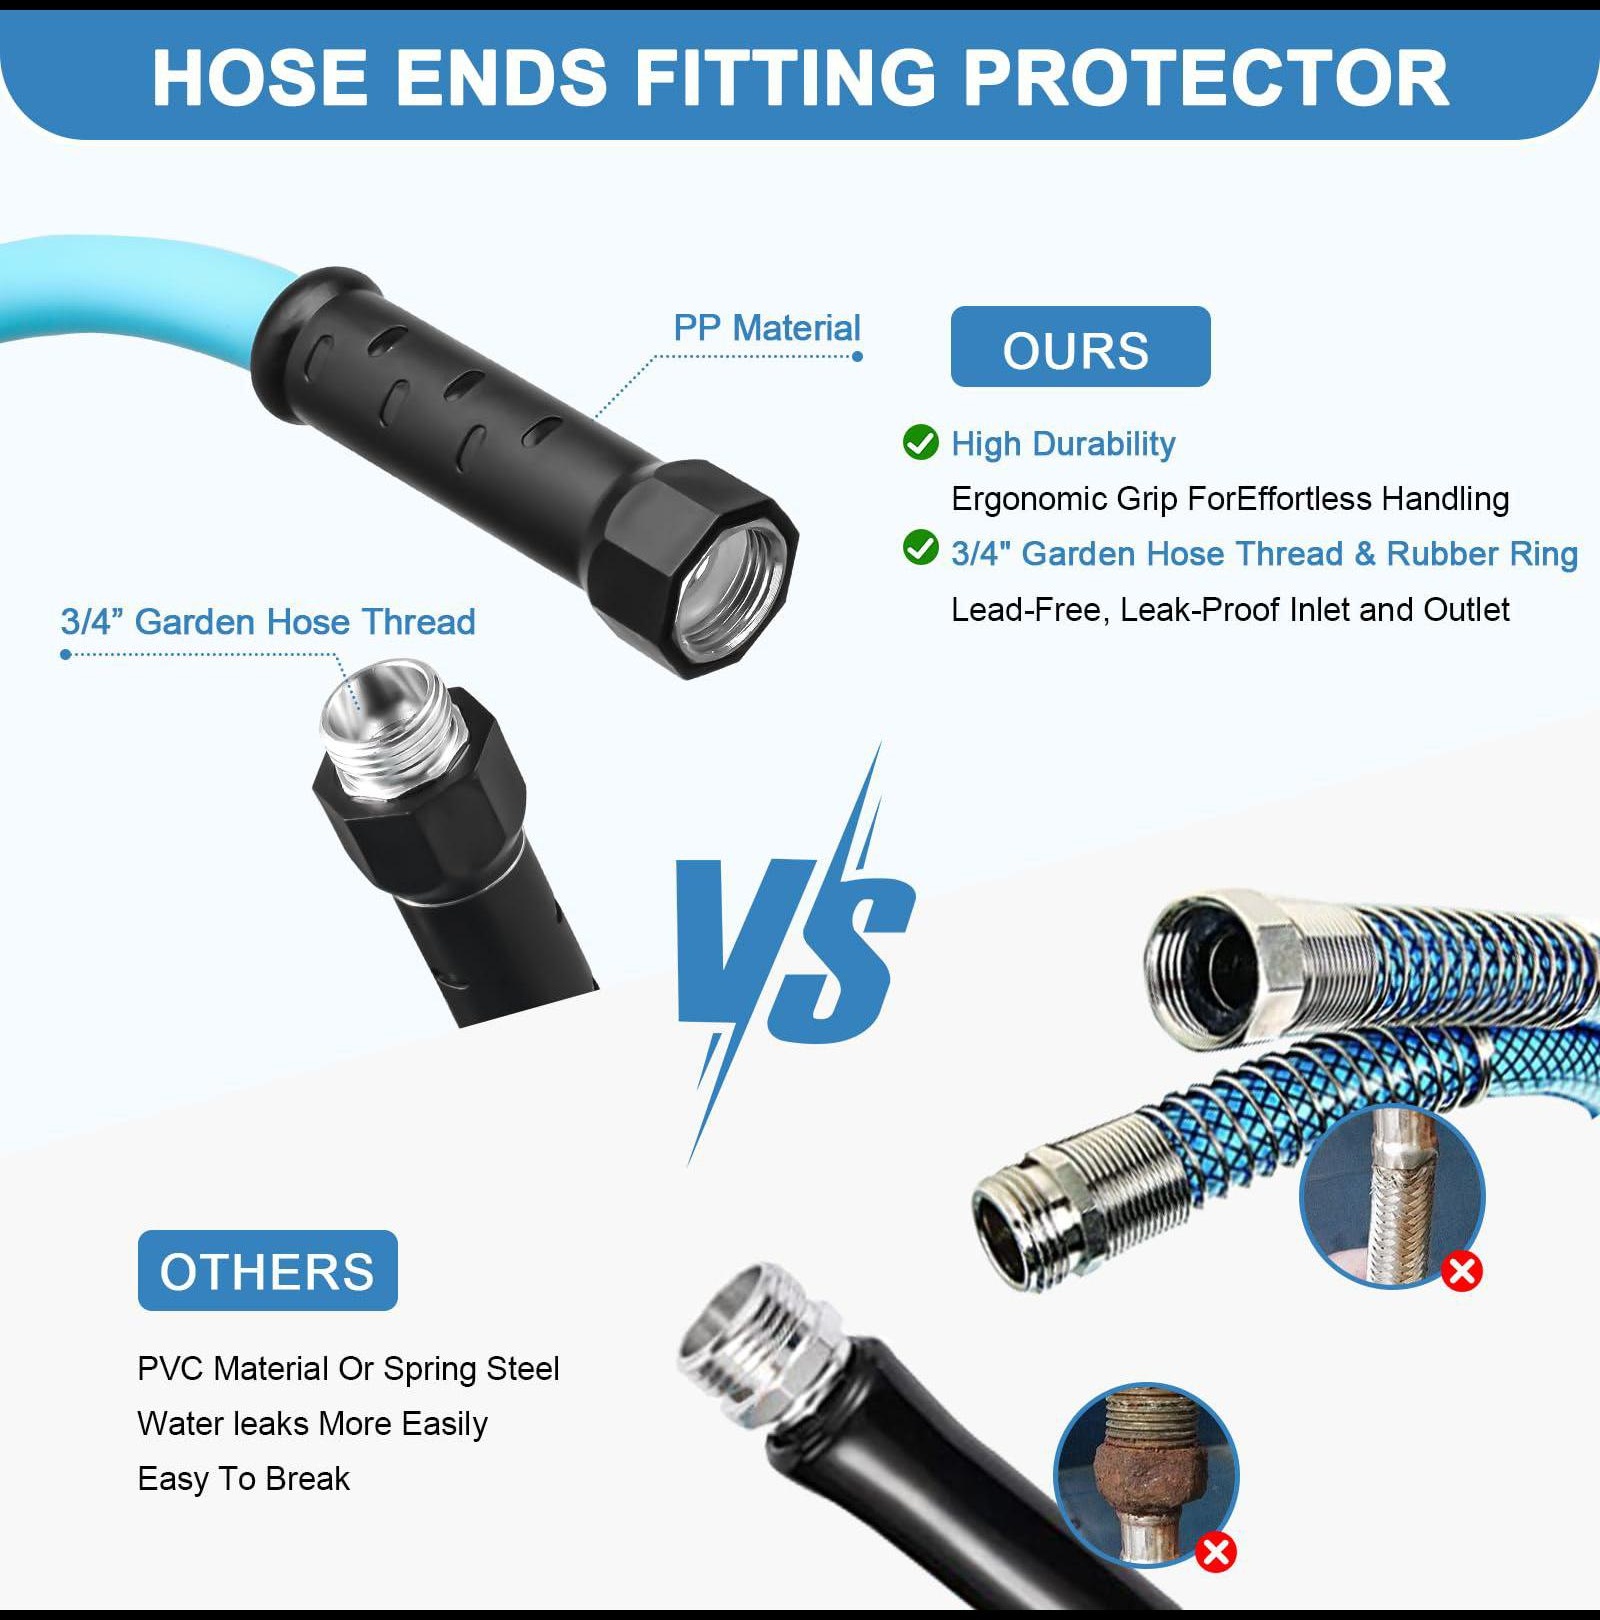 HOSE ENDS FITTING PROTECTOR
PP Material
OURS
High Durability
Ergonomic Grip ForEffortless Handling
3/4" Garden Hose Thread & Rubber Ring
Lead-Free, Leak-Proof Inlet and Outlet
3/4” Garden Hose Thread
VS
OTHERS
PVC Material Or Spring Steel
Water leaks More Easily
Easy To Break